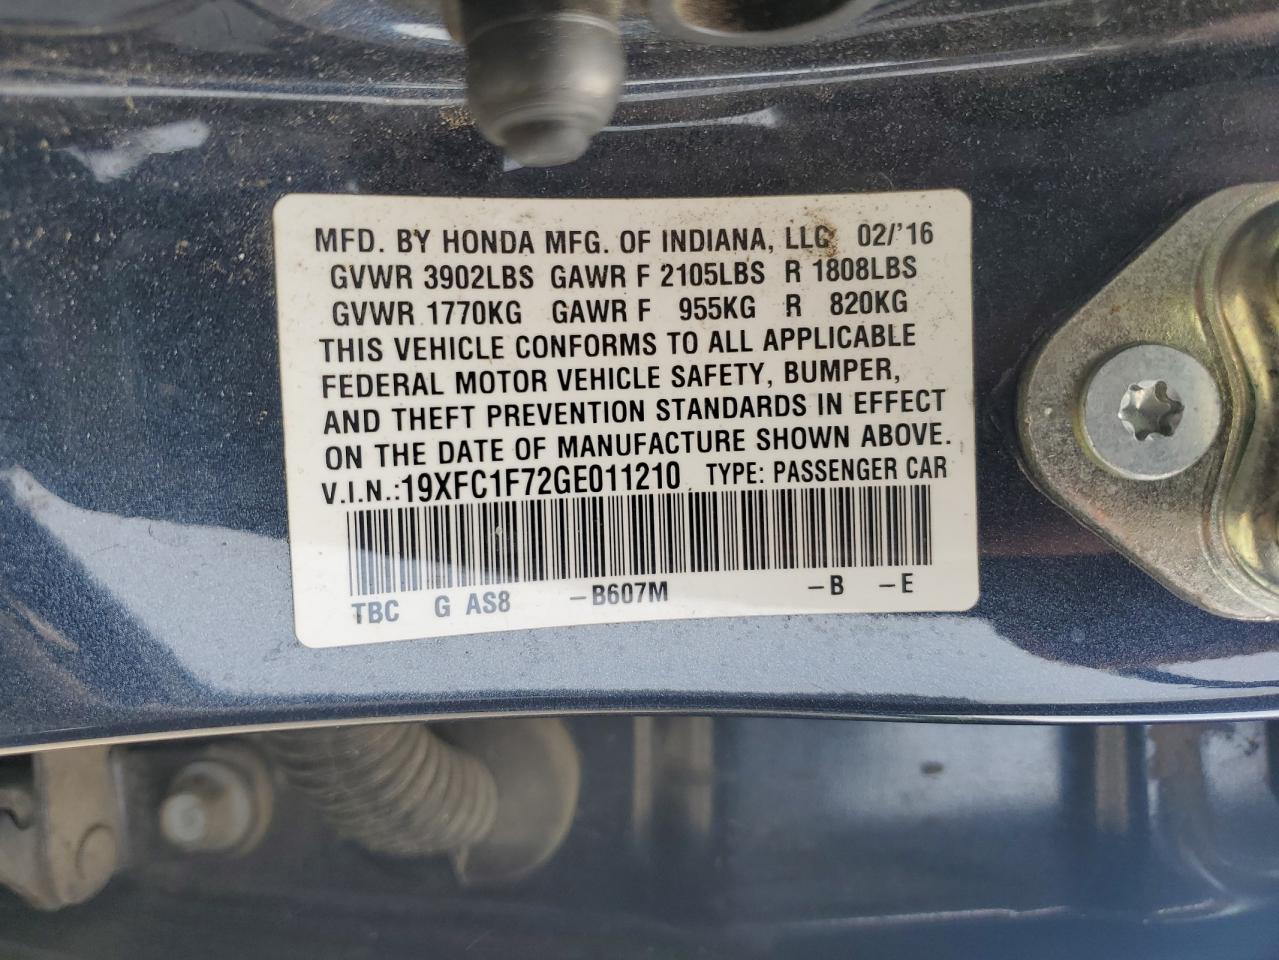 MFD. BY HONDA MFG. OF INDIANA, LLC 02/'16
GVWR 3902LBS GAWR F 2105LBS R 1808LBS
GVWR 1770KG GAWR F 955KG R 820KG
THIS VEHICLE CONFORMS TO ALL APPLICABLE
FEDERAL MOTOR VEHICLE SAFETY, BUMPER,
AND THEFT PREVENTION STANDARDS IN EFFECT
ON THE DATE OF MANUFACTURE SHOWN ABOVE.
V.I.N.:19XFC1F72GE011210 TYPE: PASSENGER CAR
TBC G AS8 -B607M -B -E